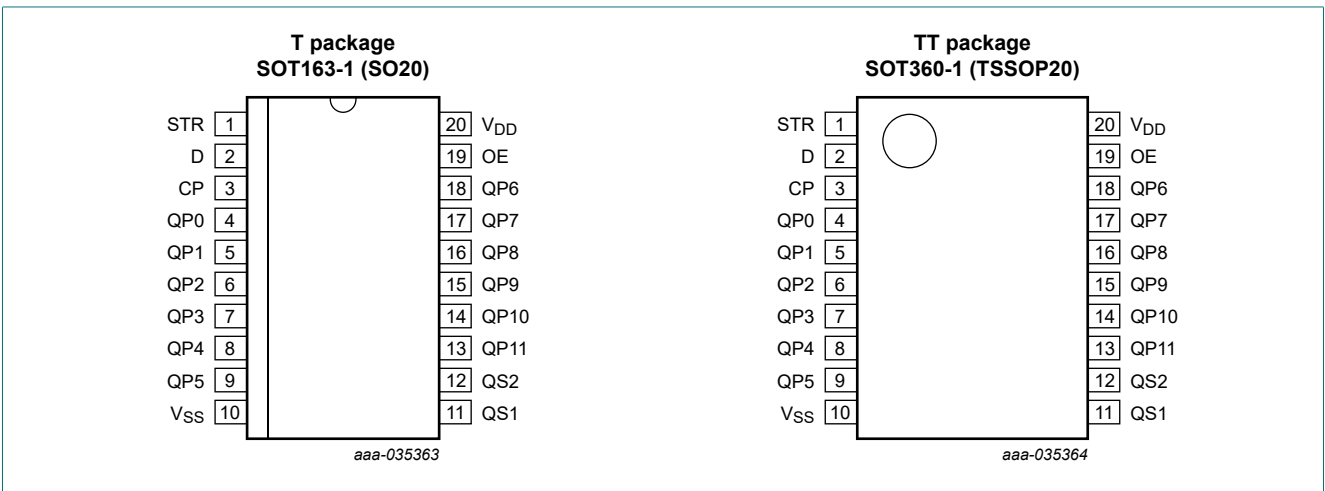 T package
SOT163-1 (SO20)
STR 1 20 VDD
D 2 19 OE
CP 3 18 QP6
QP0 4 17 QP7
QP1 5 16 QP8
QP2 6 15 QP9
QP3 7 14 QP10
QP4 8 13 QP11
QP5 9 12 QS2
VSS 10 11 QS1
aaa-035363
TT package
SOT360-1 (TSSOP20)
STR 1 20 VDD
D 2 19 OE
CP 3 18 QP6
QP0 4 17 QP7
QP1 5 16 QP8
QP2 6 15 QP9
QP3 7 14 QP10
QP4 8 13 QP11
QP5 9 12 QS2
VSS 10 11 QS1
aaa-035364